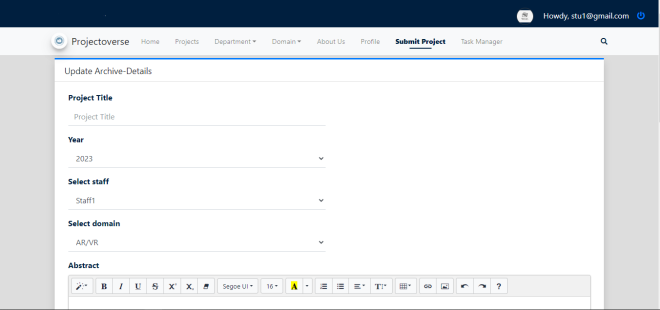 Howdy, stu1@gmail.com
Projectoverse Home Projects Department Domain About Us Profile Submit Project Task Manager
Update Archive-Details
Project Title
Project Title
Year
2023
Select staff
Staff1
Select domain
AR/VR
Abstract
B I U S X² X₂ Segoe UI 16 A T↕ ?